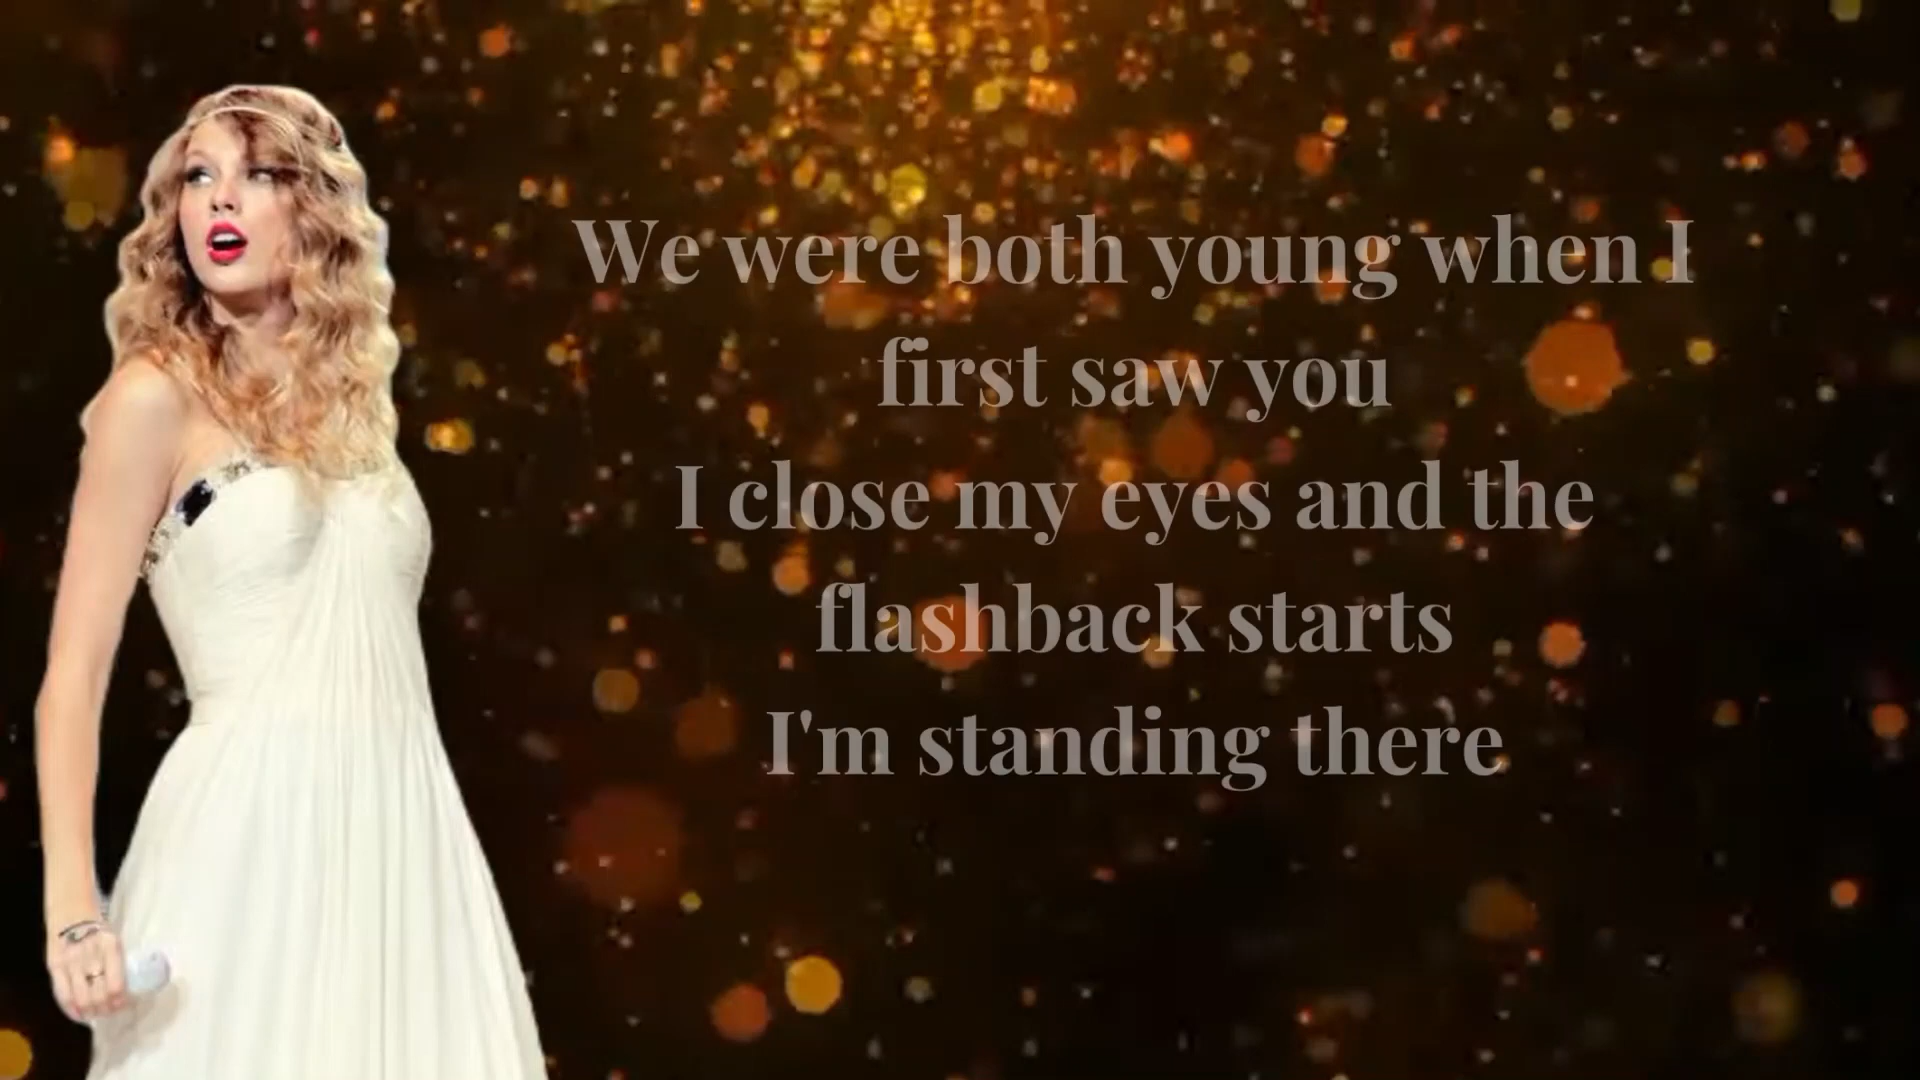 We were both young when I
first saw you
I close my eyes and the
flashback starts
I'm standing there